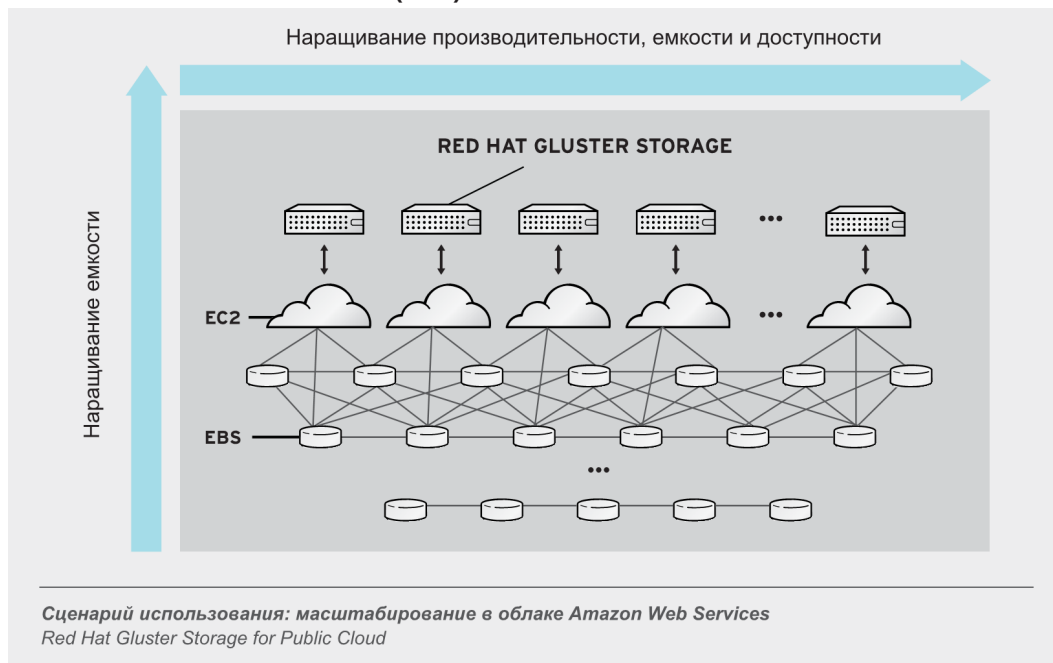 Наращивание производительности, емкости и доступности
Наращивание емкости
RED HAT GLUSTER STORAGE
...
EC2
...
EBS
...
Сценарий использования: масштабирование в облаке Amazon Web Services
Red Hat Gluster Storage for Public Cloud